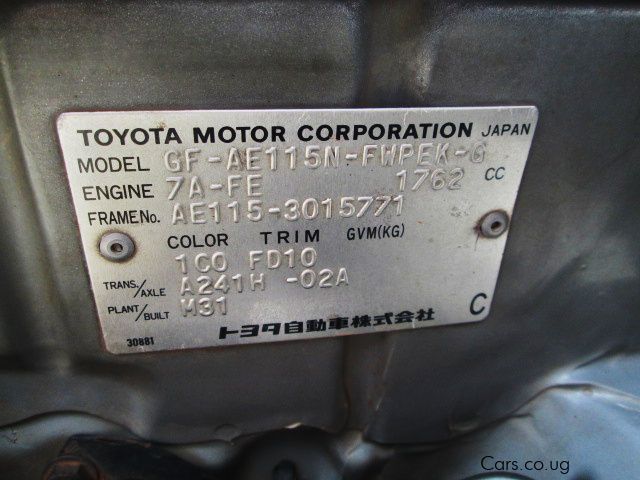 TOYOTA MOTOR CORPORATION JAPAN
MODEL GF-AE115N-FWPEK-G
ENGINE 7A-FE 1762 CC
FRAME No. AE115-3015771
COLOR TRIM GVM(KG)
1C0 FD10
TRANS./AXLE A241H -02A
PLANT/BUILT M31 C
トヨタ自動車株式会社
30881
Cars.co.ug